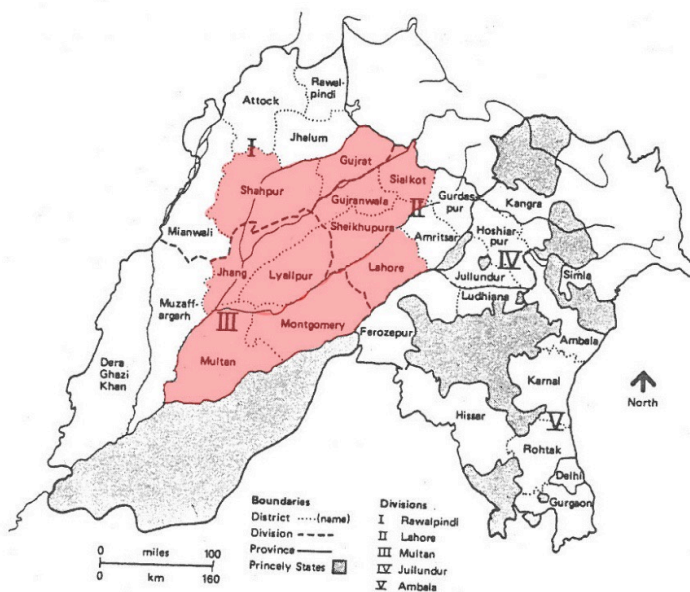 Attock
Rawal-
pindi
I
Jhelum
Gujrat
Sialkot
Shahpur
Gujranwala
II
Gurdas-
pur
Kangra
Mianwali
Sheikhupura
Amritsar
Hoshiar-
pur
Jhang
Lyallpur
Lahore
Jullundur
IV
Simla
Muzaff-
argarh
III
Montgomery
Ludhiana
Ferozepur
Ambala
Dera
Ghazi
Khan
Multan
Karnal
North
Hissar
V
Rohtak
Delhi
Gurgaon
Boundaries
District (name)
Division
Province
Princely States
Divisions
I Rawalpindi
II Lahore
III Multan
IV Jullundur
V Ambala
0 miles 100
0 km 160